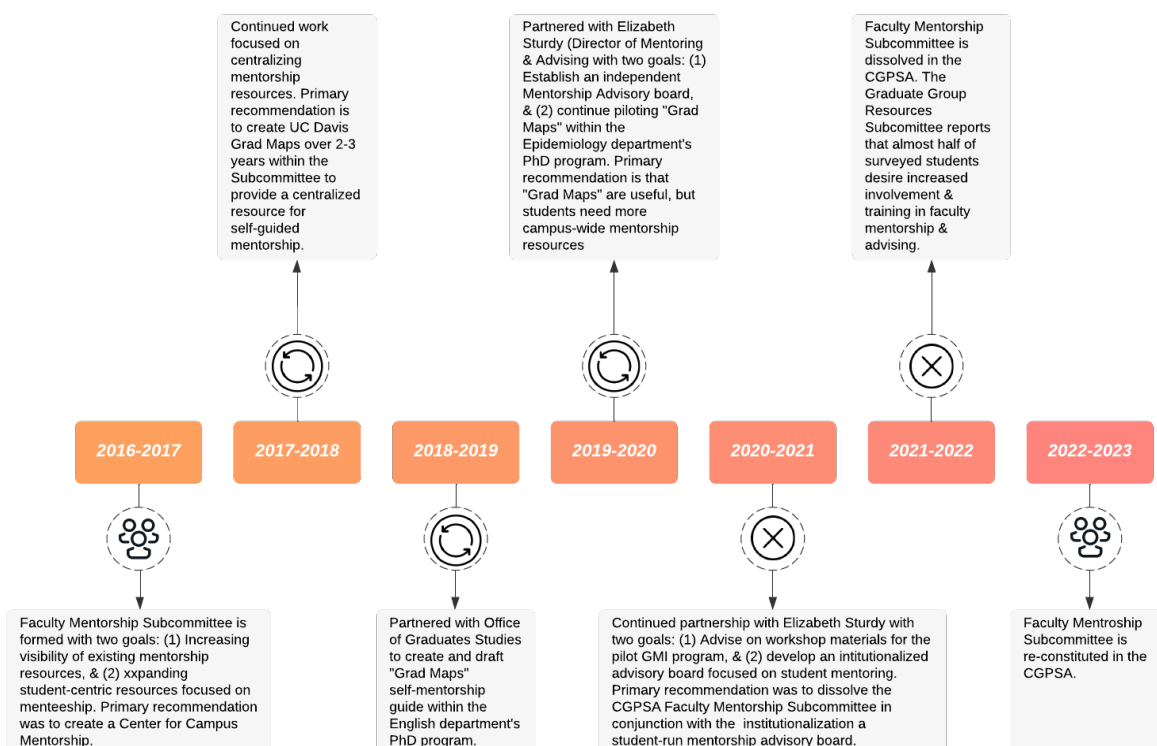 Continued work
focused on
centralizing
mentorship
resources. Primary
recommendation is
to create UC Davis
Grad Maps over 2-3
years within the
Subcommittee to
provide a centralized
resource for
self-guided
mentorship.
Partnered with Elizabeth
Sturdy (Director of Mentoring
& Advising with two goals: (1)
Establish an independent
Mentorship Advisory board,
& (2) continue piloting "Grad
Maps" within the
Epidemiology department's
PhD program. Primary
recommendation is that
"Grad Maps" are useful, but
students need more
campus-wide mentorship
resources
Faculty Mentorship
Subcommittee is
dissolved in the
CGPSA. The
Graduate Group
Resources
Subcomittee reports
that almost half of
surveyed students
desire increased
involvement &
training in faculty
mentorship &
advising.
2016-2017
2017-2018
2018-2019
2019-2020
2020-2021
2021-2022
2022-2023
Faculty Mentorship Subcommittee is
formed with two goals: (1) Increasing
visibility of existing mentorship
resources, & (2) xxpanding
student-centric resources focused on
menteeship. Primary recommendation
was to create a Center for Campus
Mentorship.
Partnered with Office
of Graduates Studies
to create and draft
"Grad Maps"
self-mentorship
guide within the
English department's
PhD program.
Continued partnership with Elizabeth Sturdy with
two goals: (1) Advise on workshop materials for the
pilot GMI program, & (2) develop an intitutionalized
advisory board focused on student mentoring.
Primary recommendation was to dissolve the
CGPSA Faculty Mentorship Subcommittee in
conjunction with the institutionalization a
student-run mentorship advisory board.
Faculty Mentroship
Subcommittee is
re-constituted in the
CGPSA.